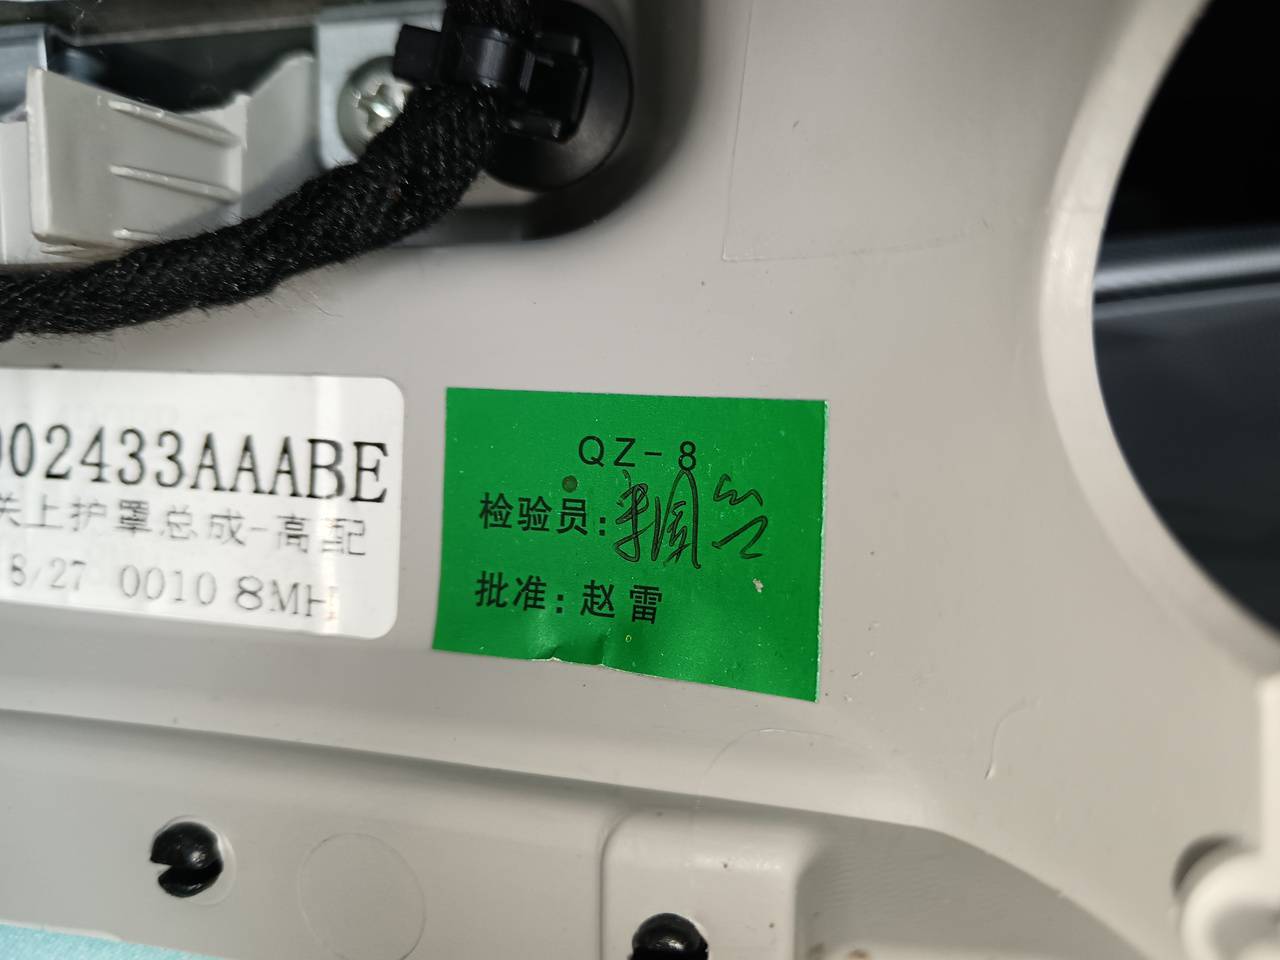 002433AAABE
关上护罩总成-高配
8/27 0010 8MH
QZ-8
检验员:
批准: 赵雷